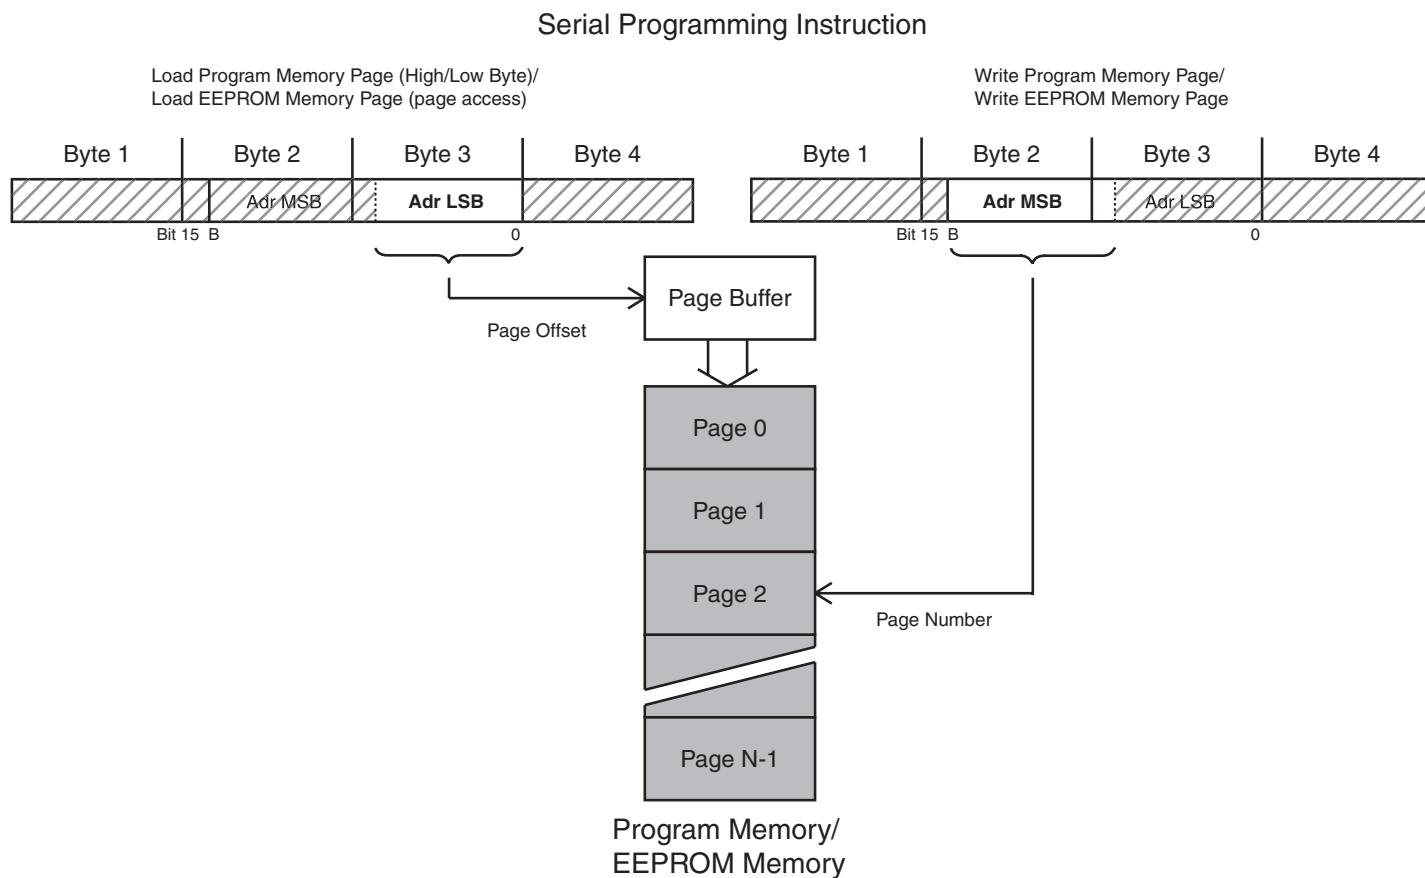 Serial Programming Instruction
Load Program Memory Page (High/Low Byte)/
Load EEPROM Memory Page (page access)
Write Program Memory Page/
Write EEPROM Memory Page
Byte 1 Byte 2 Byte 3 Byte 4
Byte 1 Byte 2 Byte 3 Byte 4
Adr MSB Adr LSB
Adr MSB Adr LSB
Bit 15 B 0
Bit 15 B 0
Page Buffer
Page Offset
Page 0
Page 1
Page 2
Page Number
Page N-1
Program Memory/
EEPROM Memory